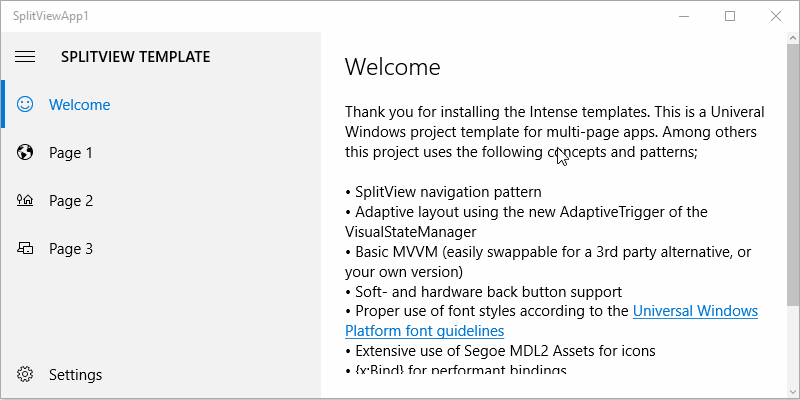 SplitViewApp1
SPLITVIEW TEMPLATE
Welcome
Page 1
Page 2
Page 3
Settings
Welcome
Thank you for installing the Intense templates. This is a Univeral
Windows project template for multi-page apps. Among others
this project uses the following concepts and patterns;
• SplitView navigation pattern
• Adaptive layout using the new AdaptiveTrigger of the
VisualStateManager
• Basic MVVM (easily swappable for a 3rd party alternative, or
your own version)
• Soft- and hardware back button support
• Proper use of font styles according to the Universal Windows
Platform font guidelines
• Extensive use of Segoe MDL2 Assets for icons
• {x:Bind} for performant bindings